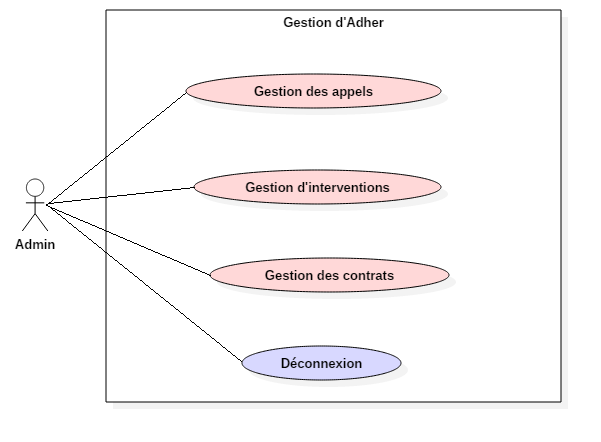 Gestion d'Adher
Gestion des appels
Gestion d'interventions
Admin
Gestion des contrats
Déconnexion